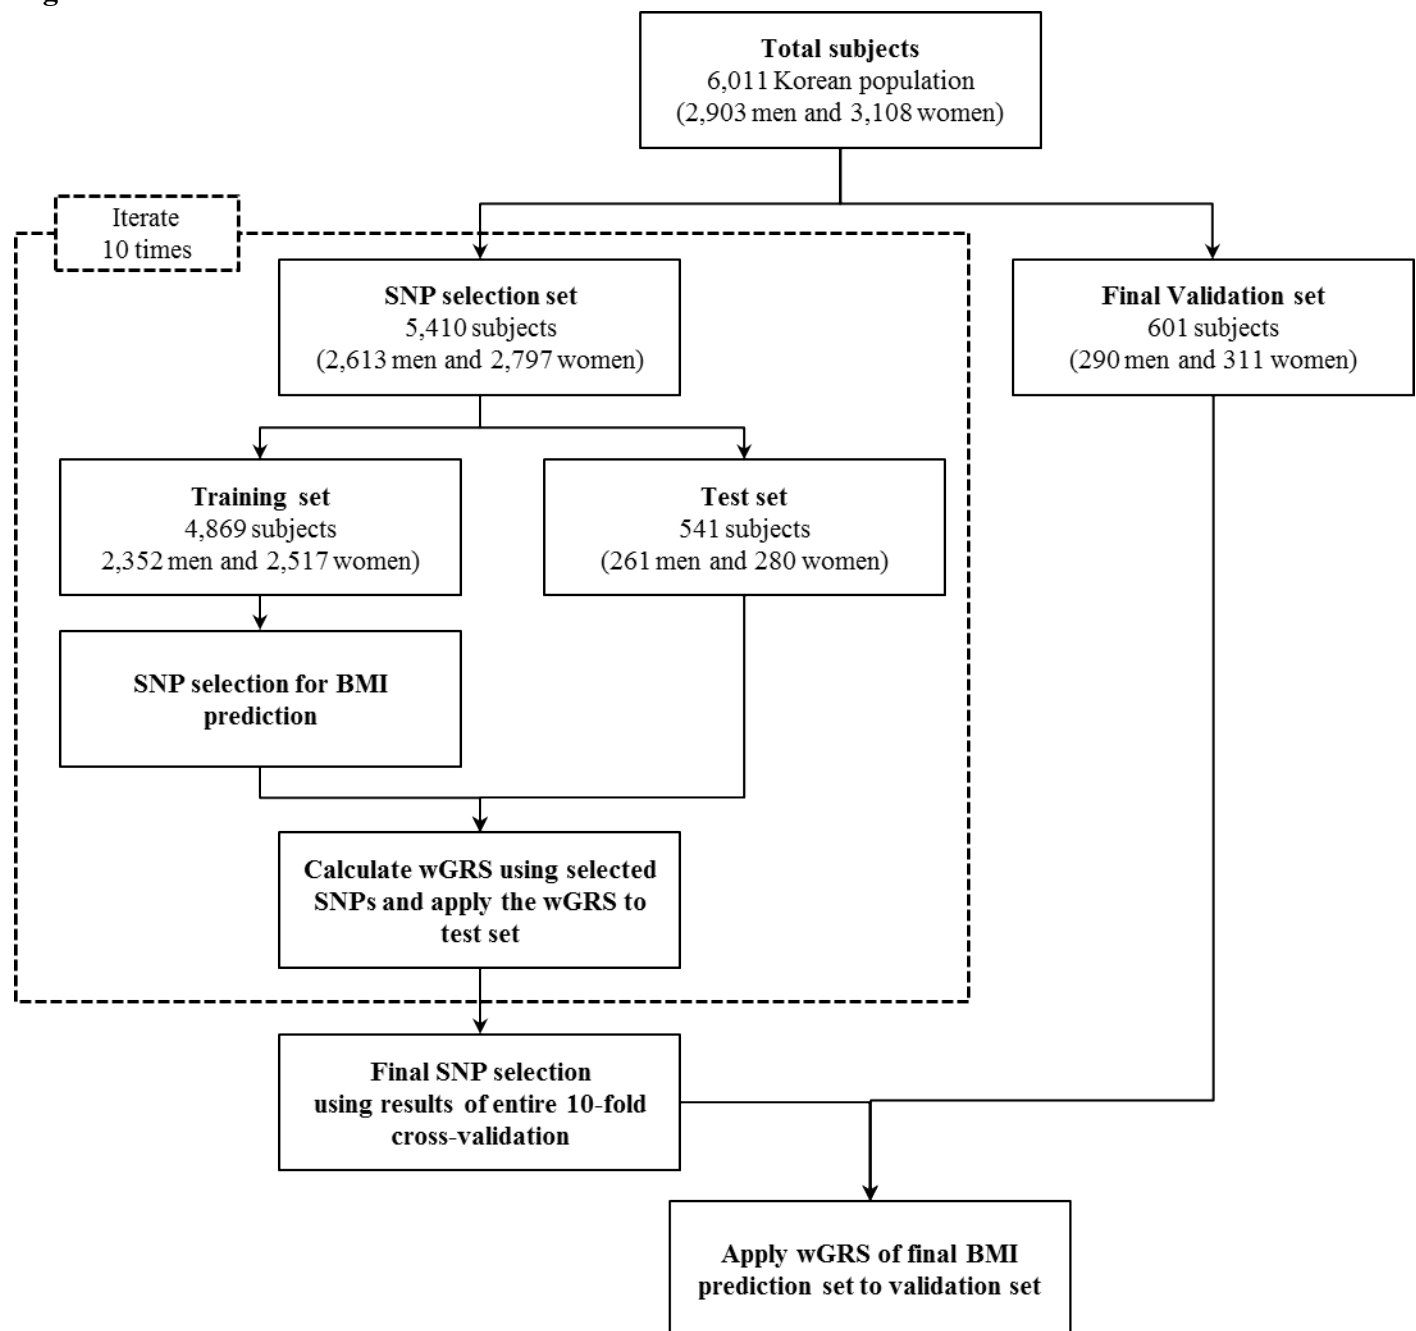 Total subjects
6,011 Korean population
(2,903 men and 3,108 women)
Iterate
10 times
SNP selection set
5,410 subjects
(2,613 men and 2,797 women)
Final Validation set
601 subjects
(290 men and 311 women)
Training set
4,869 subjects
2,352 men and 2,517 women)
Test set
541 subjects
(261 men and 280 women)
SNP selection for BMI
prediction
Calculate wGRS using selected
SNPs and apply the wGRS to
test set
Final SNP selection
using results of entire 10-fold
cross-validation
Apply wGRS of final BMI
prediction set to validation set